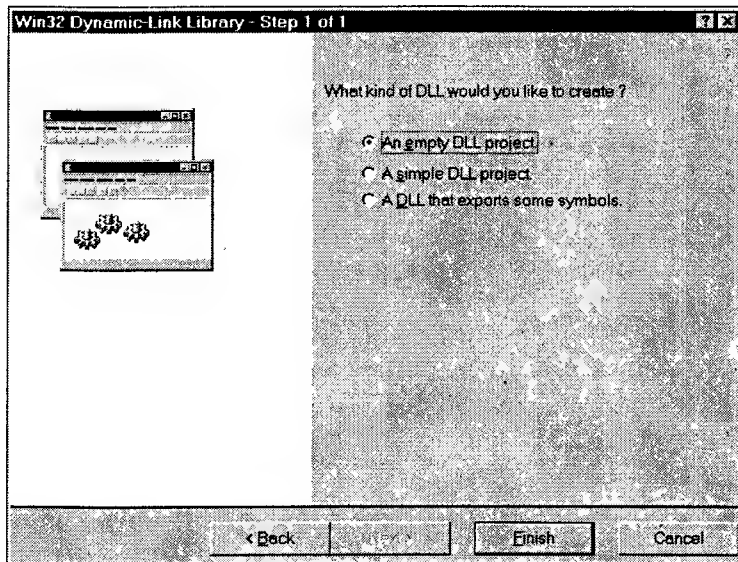 Win32 Dynamic-Link Library - Step 1 of 1
What kind of DLL would you like to create ?
An empty DLL project.
A simple DLL project.
A DLL that exports some symbols.
< Back
Next >
Finish
Cancel